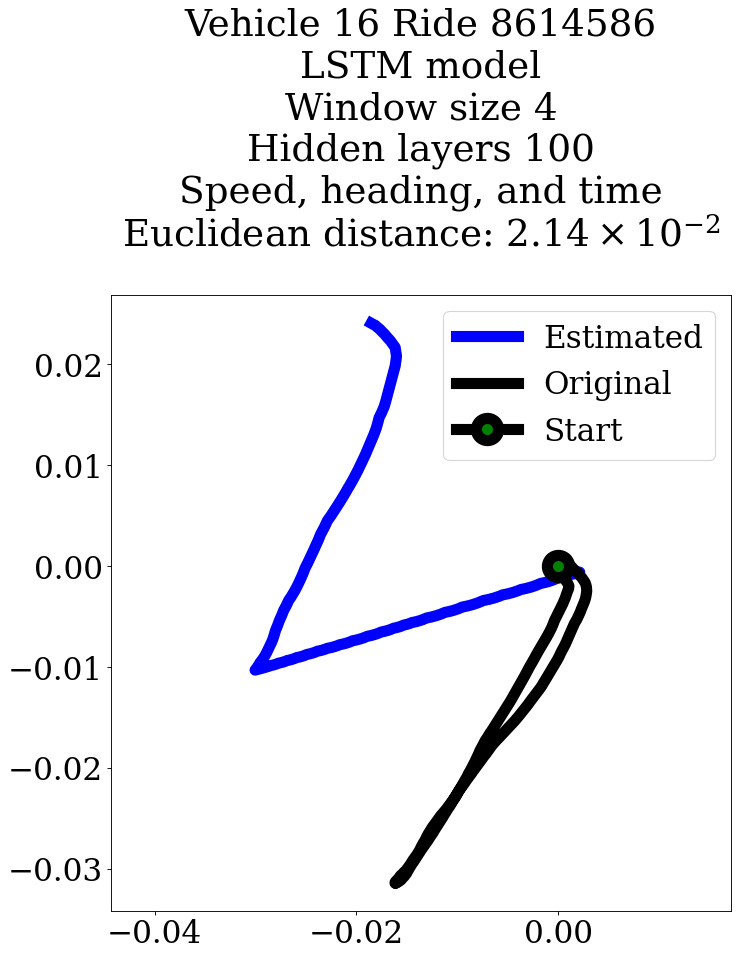 Vehicle 16 Ride 8614586
LSTM model
Window size 4
Hidden layers 100
Speed, heading, and time
Euclidean distance: 2.14 × 10⁻²
Estimated
Original
Start
0.02
0.01
0.00
−0.01
−0.02
−0.03
−0.04
−0.02
0.00